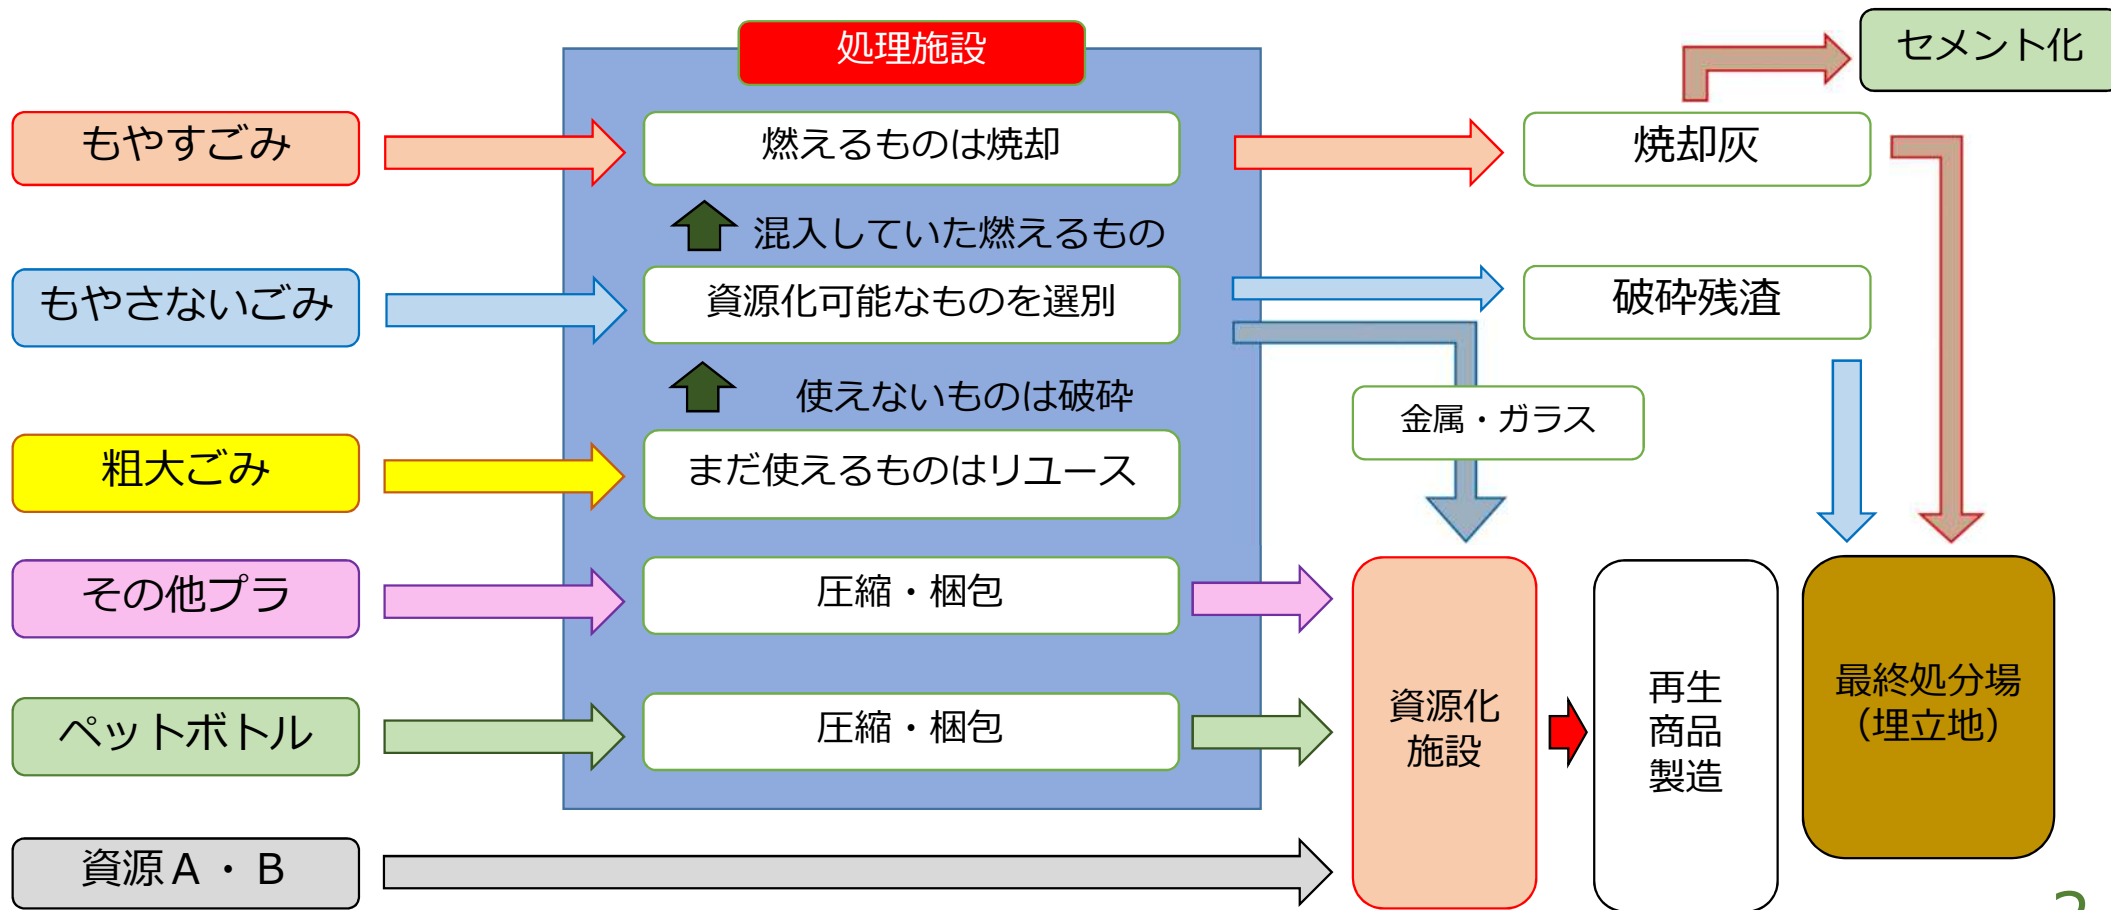 処理施設
セメント化
もやすごみ
燃えるものは焼却
焼却灰
混入していた燃えるもの
もやさないごみ
資源化可能なものを選別
破砕残渣
使えないものは破砕
金属・ガラス
粗大ごみ
まだ使えるものはリユース
その他プラ
圧縮・梱包
ペットボトル
圧縮・梱包
資源化
施設
再生
商品
製造
最終処分場
（埋立地）
資源A・B